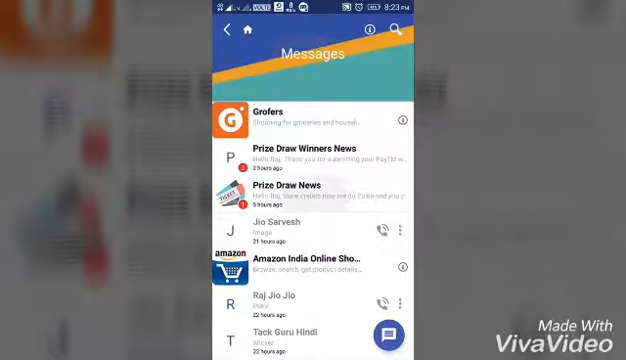 VOLTE
8:23PM
Messages
G
Grofers
Shopping for groceries and househ...
P
Prize Draw Winners News
Hello Raj, Thank you for submitting your PayTM w...
2 hours ago
TICKET
Prize Draw News
5 hours ago
1
J
Jio Sarvesh
Image
21 hours ago
amazon
Amazon India Online Sho...
Browse, search, get product details...
R
Raj Jio Jio
Poke
22 hours ago
T
Tack Guru Hindi
Sticker
22 hours ago
Made With
VivaVideo